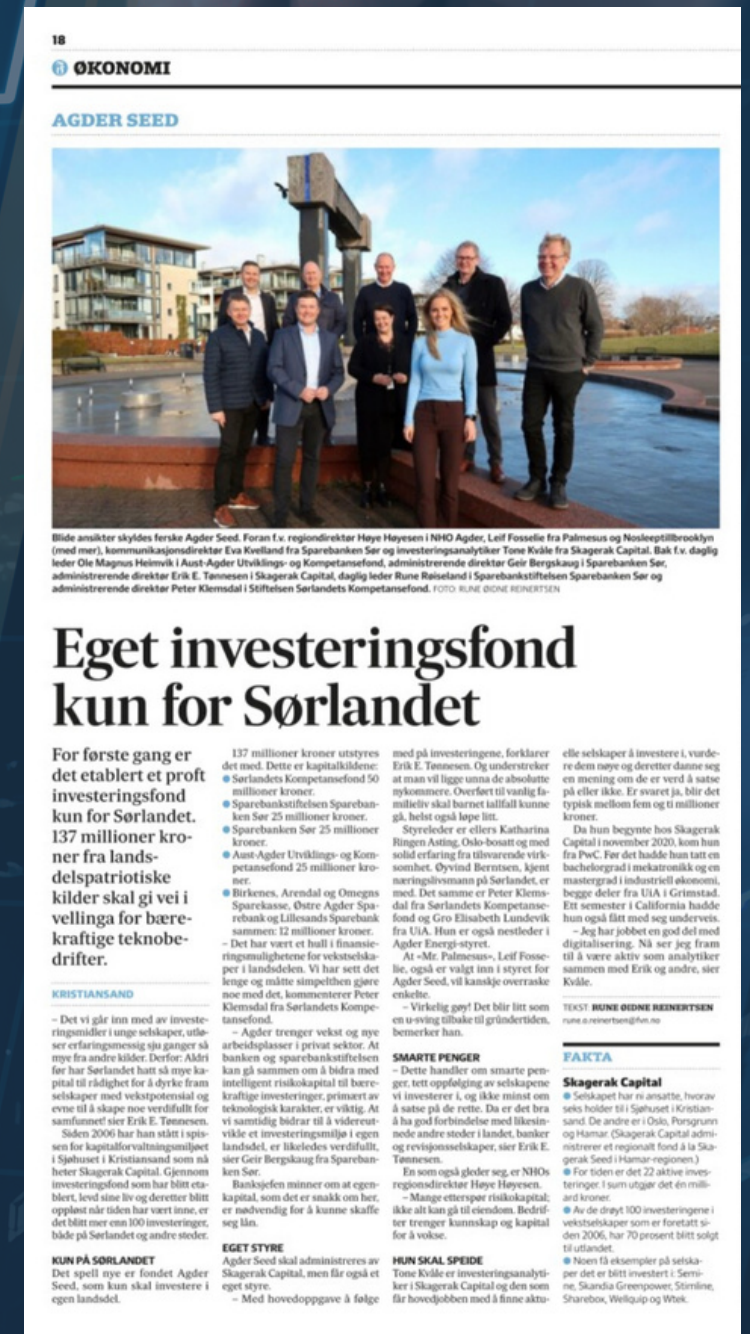 18
ØKONOMI
AGDER SEED
Blide ansikter skyldes ferske Agder Seed. Foran f.v. regiondirektør Høye Høyesen i NHO Agder, Leif Fosselie fra Palmesus og Nosleeptillbrooklyn
(med mer), kommunikasjonsdirektør Eva Kvelland fra Sparebanken Sør og investeringsanalytiker Tone Kvåle fra Skagerak Capital. Bak f.v. daglig
leder Ole Magnus Heimvik i Aust-Agder Utviklings- og Kompetansefond, administrerende direktør Geir Bergskaug i Sparebanken Sør,
administrerende direktør Erik E. Tønnesen i Skagerak Capital, daglig leder Rune Røiseland i Sparebankstiftelsen Sparebanken Sør og
administrerende direktør Peter Klemsdal i Stiftelsen Sørlandets Kompetansefond. FOTO: RUNE ØIDNE REINERTSEN
Eget investeringsfond
kun for Sørlandet
For første gang er
det etablert et proft
investeringsfond
kun for Sørlandet.
137 millioner kro-
ner fra lands-
delspatriotiske
kilder skal gi vei i
vellinga for bære-
kraftige teknobe-
drifter.
KRISTIANSAND
– Det vi går inn med av investe-
ringsmidler i unge selskaper, utlø-
ser erfaringsmessig sju ganger så
mye fra andre kilder. Derfor: Aldri
før har Sørlandet hatt så mye ka-
pital til rådighet for å dyrke fram
selskaper med vekstpotensial og
evne til å skape noe verdifullt for
samfunnet! sier Erik E. Tønnesen.
Siden 2006 har han stått i spis-
sen for kapitalforvaltningsmiljøet
i Sjøhuset i Kristiansand som nå
heter Skagerak Capital. Gjennom
investeringsfond som har blitt eta-
blert, levd sine liv og deretter blitt
oppløst når tiden har vært inne, er
det blitt mer enn 100 investeringer,
både på Sørlandet og andre steder.
KUN PÅ SØRLANDET
Det spell nye er fondet Agder
Seed, som kun skal investere i
egen landsdel.
137 millioner kroner utstyres
det med. Dette er kapitalkildene:
● Sørlandets Kompetansefond 50
millioner kroner.
● Sparebankstiftelsen Spareban-
ken Sør 25 millioner kroner.
● Sparebanken Sør 25 millioner
kroner.
● Aust-Agder Utviklings- og Kom-
petansefond 25 millioner kro-
ner.
● Birkenes, Arendal og Omegns
Sparekasse, Østre Agder Spa-
rebank og Lillesands Sparebank
sammen: 12 millioner kroner.
– Det har vært et hull i finansie-
ringsmulighetene for vekstselska-
per i landsdelen. Vi har sett det
lenge og måtte simpelthen gjøre
noe med det, kommenterer Peter
Klemsdal fra Sørlandets Kompe-
tansefond.
– Agder trenger vekst og nye
arbeidsplasser i privat sektor. At
banken og sparebankstiftelsen
kan gå sammen om å bidra med
intelligent risikokapital til bære-
kraftige investeringer, primært av
teknologisk karakter, er viktig. At
vi samtidig bidrar til å videreut-
vikle et investeringsmiljø i egen
landsdel, er likeledes verdifullt,
sier Geir Bergskaug fra Spareban-
ken Sør.
Banksjefen minner om at egen-
kapital, som det er snakk om her,
er nødvendig for å kunne skaffe
seg lån.
EGET STYRE
Agder Seed skal administreres av
Skagerak Capital, men får også et
eget styre.
– Med hovedoppgave å følge
med på investeringene, forklarer
Erik E. Tønnesen. Og understreker
at man vil ligge unna de absolutte
nykommere. Overført til vanlig fa-
milieliv skal barnet iallfall kunne
gå, helst også løpe litt.
Styreleder er ellers Katharina
Ringen Asting, Oslo-bosatt og med
solid erfaring fra tilsvarende virk-
somhet. Øyvind Berntsen, kjent
næringslivsmann på Sørlandet, er
med. Det samme er Peter Klems-
dal fra Sørlandets Kompetanse-
fond og Gro Elisabeth Lundevik
fra UiA. Hun er også nestleder i
Agder Energi-styret.
At «Mr. Palmesus», Leif Fosse-
lie, også er valgt inn i styret for
Agder Seed, vil kanskje overraske
enkelte.
– Virkelig gøy! Det blir litt som
en u-sving tilbake til gründertiden,
bemerker han.
SMARTE PENGER
– Dette handler om smarte pen-
ger, tett oppfølging av selskapene
vi investerer i, og ikke minst om
å satse på de rette. Da er det bra
å ha god forbindelse med likesin-
nede andre steder i landet, banker
og revisjonsselskaper, sier Erik E.
Tønnesen.
En som også gleder seg, er NHOs
regionsdirektør Høye Høyesen.
– Mange etterspør risikokapital;
ikke alt kan gå til eiendom. Bedrif-
ter trenger kunnskap og kapital
for å vokse.
HUN SKAL SPEIDE
Tone Kvåle er investeringsanalyti-
ker i Skagerak Capital og den som
får hovedjobben med å finne aktu-
elle selskaper å investere i, vurde-
re dem nøye og deretter danne seg
en mening om de er verd å satse
på eller ikke. Er svaret ja, blir det
typisk mellom fem og ti millioner
kroner.
Da hun begynte hos Skagerak
Capital i november 2020, kom hun
fra PwC. Før det hadde hun tatt en
bachelorgrad i mekatronikk og en
mastergrad i industriell økonomi,
begge deler fra UiA i Grimstad.
Ett semester i California hadde
hun også fått med seg underveis.
– Jeg har jobbet en god del med
digitalisering. Nå ser jeg fram
til å være aktiv som analytiker
sammen med Erik og andre, sier
Kvåle.
TEKST: RUNE ØIDNE REINERTSEN
rune.o.reinertsen@fvn.no
FAKTA
Skagerak Capital
● Selskapet har ni ansatte, hvorav
seks holder til i Sjøhuset i Kristian-
sand. De andre er i Oslo, Porsgrunn
og Hamar. (Skagerak Capital admi-
nistrerer et regionalt fond à la Ska-
gerak Seed i Hamar-regionen.)
● For tiden er det 22 aktive inves-
teringer. I sum utgjør det én milli-
ard kroner.
● Av de drøyt 100 investeringene i
vekstselskaper som er foretatt si-
den 2006, har 70 prosent blitt solgt
til utlandet.
● Noen få eksempler på selska-
per det er blitt investert i: Semi-
ne, Skandia Greenpower, Stimline,
Sharebox, Wellquip og Wtek.